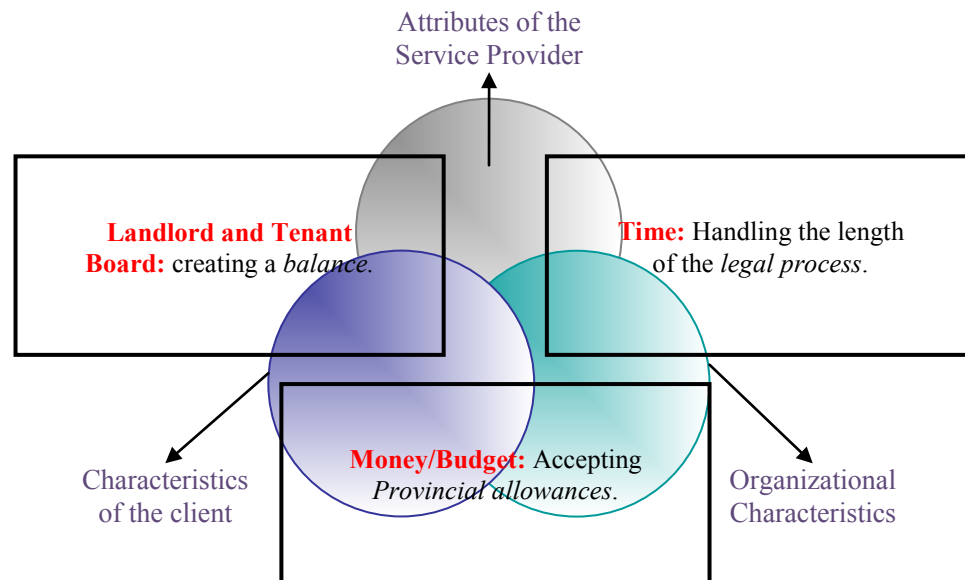 Attributes of the
Service Provider
Landlord and Tenant
Board: creating a balance.
Time: Handling the length
of the legal process.
Money/Budget: Accepting
Provincial allowances.
Characteristics
of the client
Organizational
Characteristics